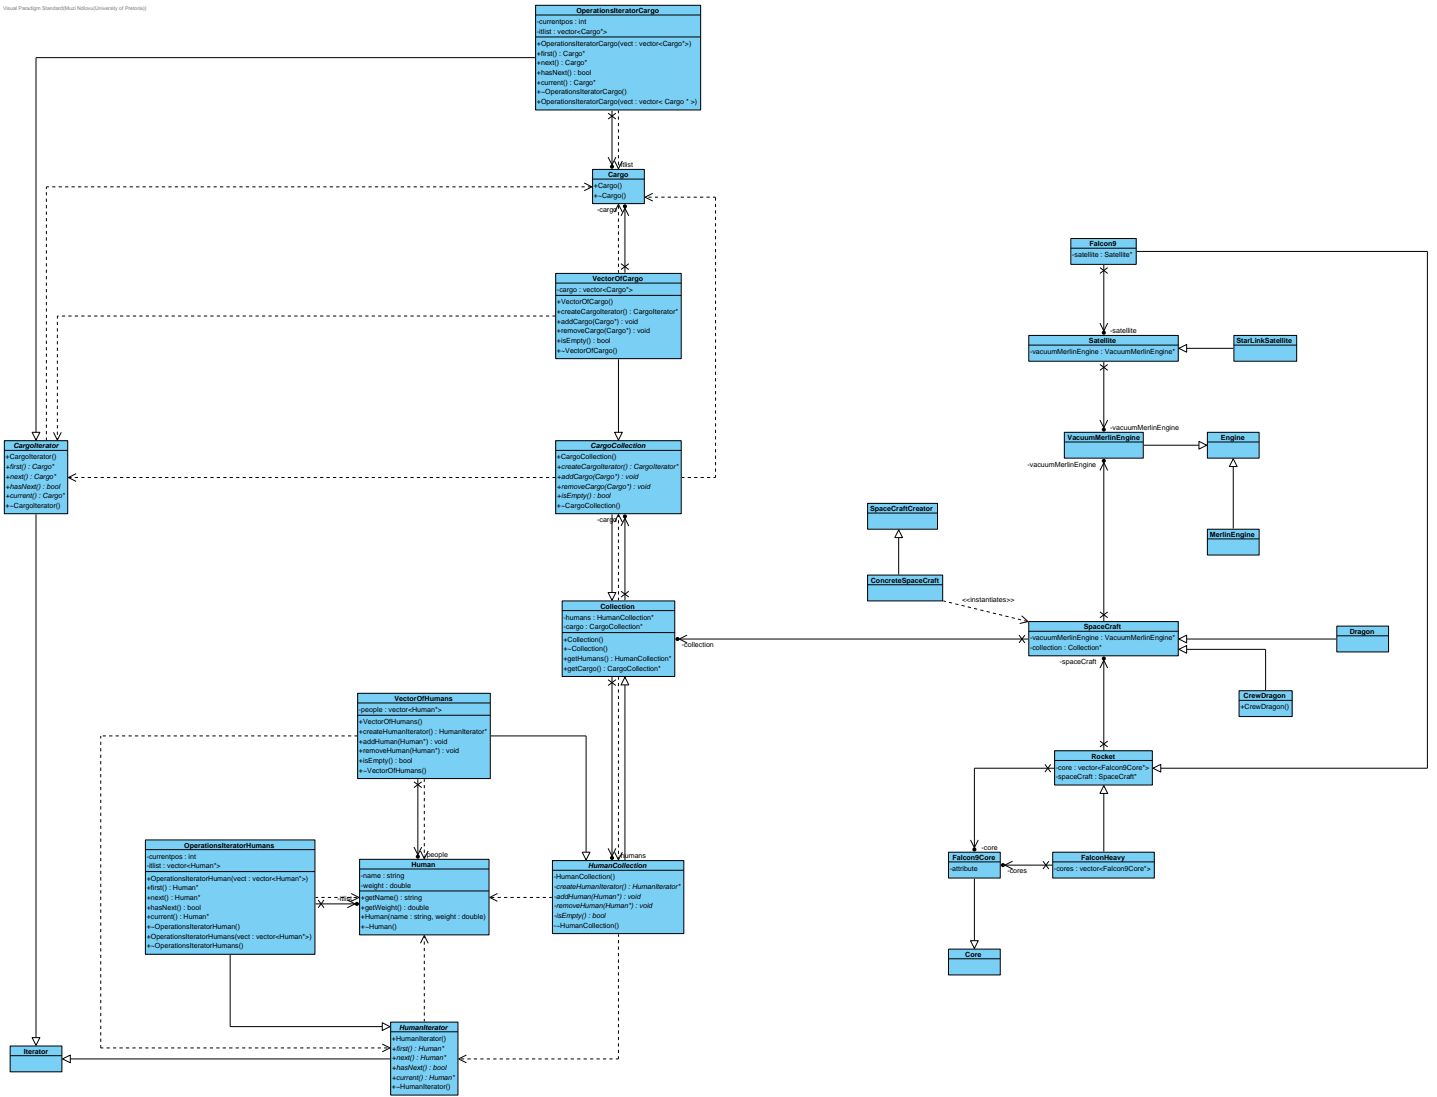 Visual Paradigm Standard(Muzi Ndlovu(University of Pretoria))
OperationsIteratorCargo
-currentpos : int
-itlist : vector<Cargo*>
+OperationsIteratorCargo(vect : vector<Cargo*>)
+first() : Cargo*
+next() : Cargo*
+hasNext() : bool
+current() : Cargo*
+~OperationsIteratorCargo()
+OperationsIteratorCargo(vect : vector< Cargo * >)
-itlist
Cargo
+Cargo()
+~Cargo()
-cargo
VectorOfCargo
-cargo : vector<Cargo*>
+VectorOfCargo()
+createCargoIterator() : CargoIterator*
+addCargo(Cargo*) : void
+removeCargo(Cargo*) : void
+isEmpty() : bool
+~VectorOfCargo()
CargoIterator
+CargoIterator()
+first() : Cargo*
+next() : Cargo*
+hasNext() : bool
+current() : Cargo*
+~CargoIterator()
CargoCollection
+CargoCollection()
+createCargoIterator() : CargoIterator*
+addCargo(Cargo*) : void
+removeCargo(Cargo*) : void
+isEmpty() : bool
+~CargoCollection()
-cargo
Collection
-humans : HumanCollection*
-cargo : CargoCollection*
+Collection()
+~Collection()
+getHumans() : HumanCollection*
+getCargo() : CargoCollection*
-collection
VectorOfHumans
-people : vector<Human*>
+VectorOfHumans()
+createHumanIterator() : HumanIterator*
+addHuman(Human*) : void
+removeHuman(Human*) : void
+isEmpty() : bool
+~VectorOfHumans()
-people
-humans
OperationsIteratorHumans
-currentpos : int
-itlist : vector<Human*>
+OperationsIteratorHuman(vect : vector<Human*>)
+first() : Human*
+next() : Human*
+hasNext() : bool
+current() : Human*
+~OperationsIteratorHuman()
+OperationsIteratorHumans(vect : vector<Human*>)
+~OperationsIteratorHumans()
-itlist
Human
-name : string
-weight : double
+getName() : string
+getWeight() : double
+Human(name : string, weight : double)
+~Human()
HumanCollection
-HumanCollection()
-createHumanIterator() : HumanIterator*
-addHuman(Human*) : void
-removeHuman(Human*) : void
-isEmpty() : bool
-~HumanCollection()
Iterator
HumanIterator
+HumanIterator()
+first() : Human*
+next() : Human*
+hasNext() : bool
+current() : Human*
+~HumanIterator()
Falcon9
-satellite : Satellite*
-satellite
Satellite
-vacuumMerlinEngine : VacuumMerlinEngine*
StarLinkSatellite
-vacuumMerlinEngine
VacuumMerlinEngine
Engine
-vacuumMerlinEngine
MerlinEngine
SpaceCraftCreator
ConcreteSpaceCraft
<<instantiates>>
SpaceCraft
-vacuumMerlinEngine : VacuumMerlinEngine*
-collection : Collection*
Dragon
-spaceCraft
CrewDragon
+CrewDragon()
Rocket
-core : vector<Falcon9Core*>
-spaceCraft : SpaceCraft*
-core
Falcon9Core
-attribute
-cores
FalconHeavy
-cores : vector<Falcon9Core*>
Core